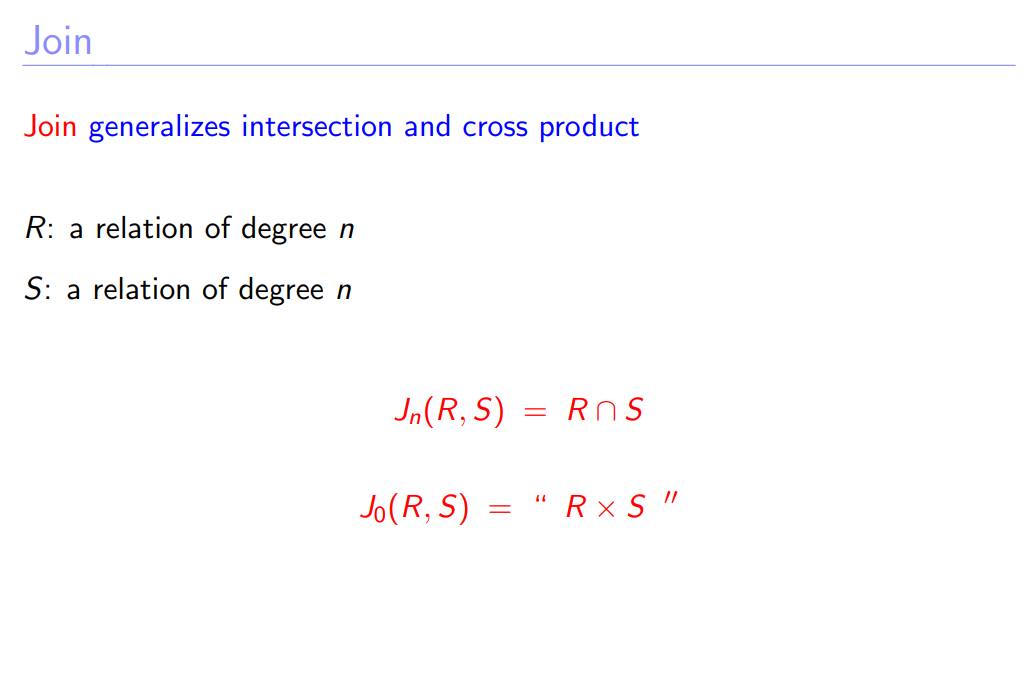 Join
Join generalizes intersection and cross product
R: a relation of degree n
S: a relation of degree n
Jₙ(R, S) = R ∩ S
J₀(R, S) = “ R × S ″